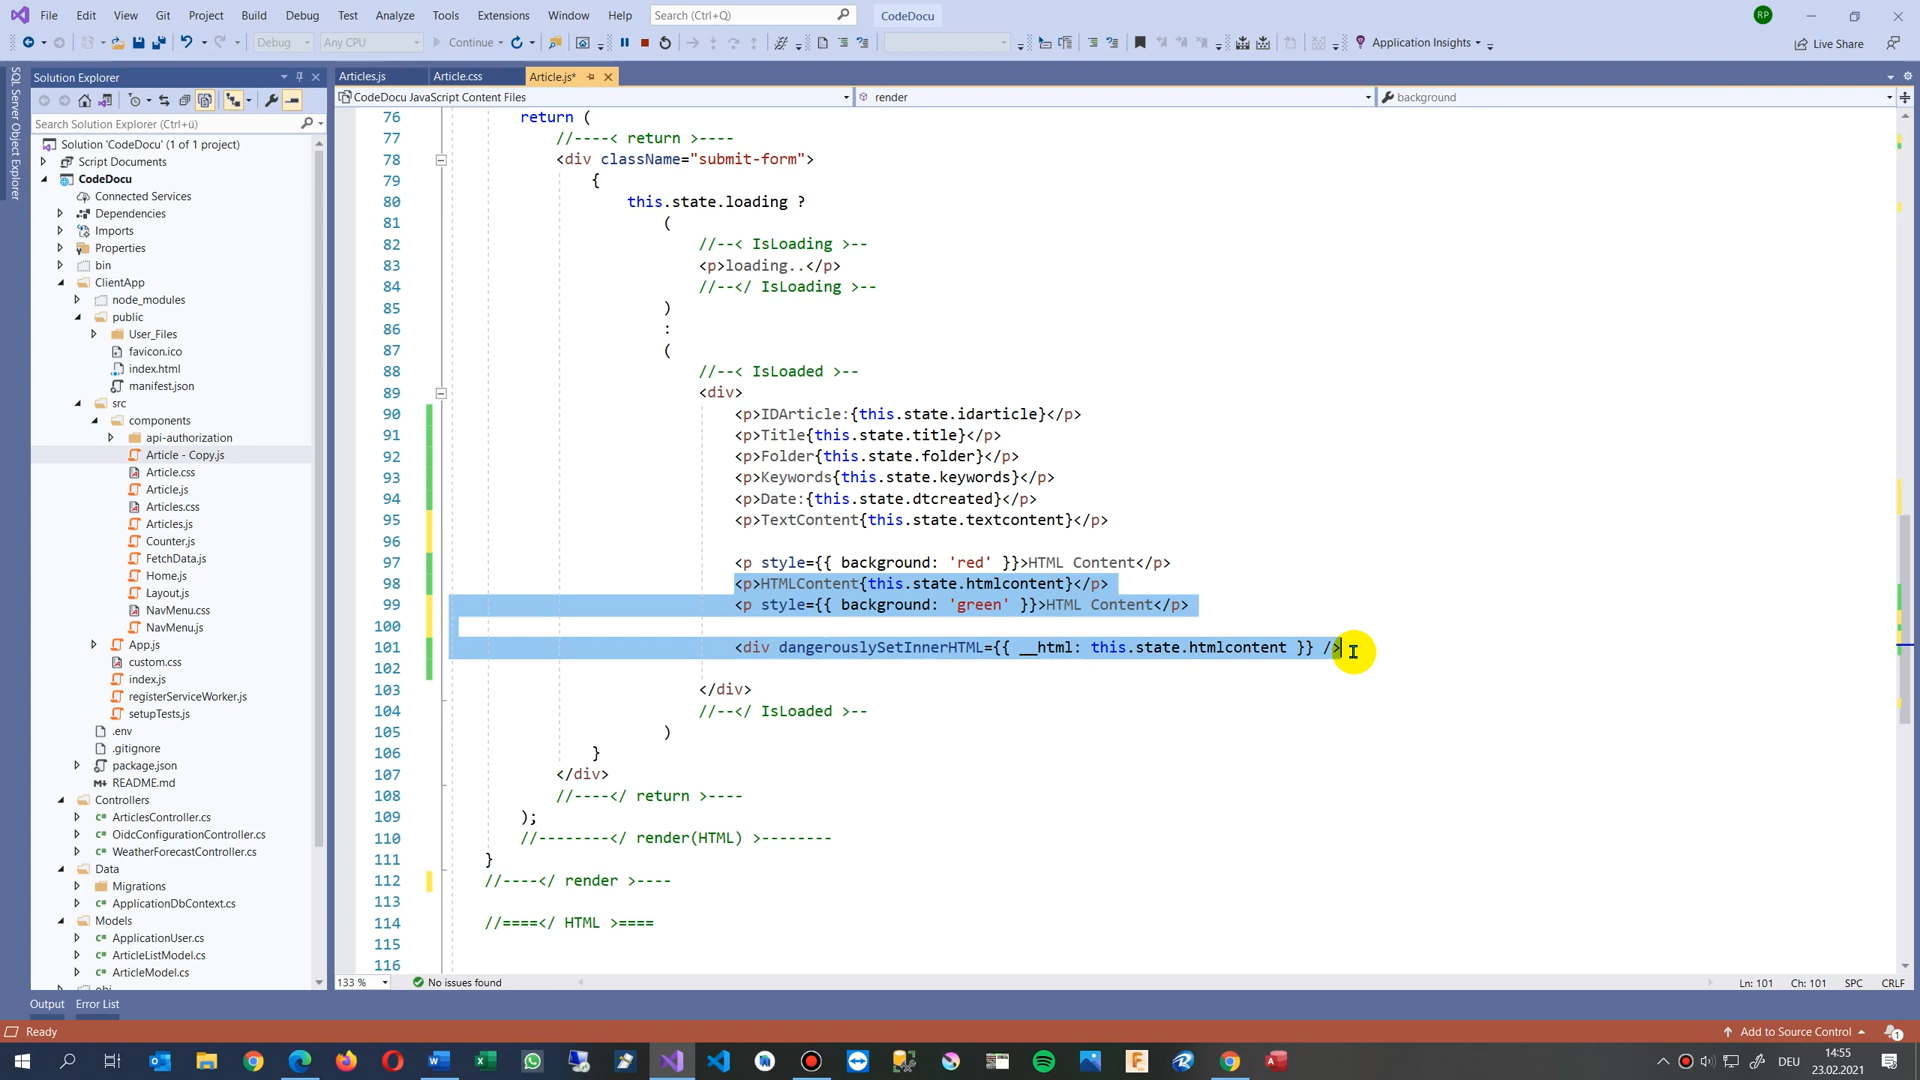 File Edit View Git Project Build Debug Test Analyze Tools Extensions Window Help Search (Ctrl+Q) CodeDocu RP
Debug Any CPU Continue Application Insights Live Share
SQL Server Object Explorer
Solution Explorer
Search Solution Explorer (Ctrl+ü)
Solution 'CodeDocu' (1 of 1 project)
Script Documents
CodeDocu
Connected Services
Dependencies
Imports
Properties
bin
ClientApp
node_modules
public
User_Files
favicon.ico
index.html
manifest.json
src
components
api-authorization
Article - Copy.js
Article.css
Article.js
Articles.css
Articles.js
Counter.js
FetchData.js
Home.js
Layout.js
NavMenu.css
NavMenu.js
App.js
custom.css
index.js
registerServiceWorker.js
setupTests.js
.env
.gitignore
package.json
README.md
Controllers
ArticlesController.cs
OidcConfigurationController.cs
WeatherForecastController.cs
Data
Migrations
ApplicationDbContext.cs
Models
ApplicationUser.cs
ArticleListModel.cs
ArticleModel.cs
Articles.js Article.css Article.js*
CodeDocu JavaScript Content Files render background
76 return (
77 //----< return >----
78 <div className="submit-form">
79 {
80 this.state.loading ?
81 (
82 //--< IsLoading >--
83 <p>loading..</p>
84 //--</ IsLoading >--
85 )
86 :
87 (
88 //--< IsLoaded >--
89 <div>
90 <p>IDArticle:{this.state.idarticle}</p>
91 <p>Title{this.state.title}</p>
92 <p>Folder{this.state.folder}</p>
93 <p>Keywords{this.state.keywords}</p>
94 <p>Date:{this.state.dtcreated}</p>
95 <p>TextContent{this.state.textcontent}</p>
96
97 <p style={{ background: 'red' }}>HTML Content</p>
98 <p>HTMLContent{this.state.htmlcontent}</p>
99 <p style={{ background: 'green' }}>HTML Content</p>
100
101 <div dangerouslySetInnerHTML={{ __html: this.state.htmlcontent }} />
102
103 </div>
104 //--</ IsLoaded >--
105 )
106 }
107 </div>
108 //----</ return >----
109 );
110 //--------</ render(HTML) >--------
111 }
112 //----</ render >----
113
114 //====</ HTML >====
115
116
133 % No issues found Ln: 101 Ch: 101 SPC CRLF
Output Error List
Ready Add to Source Control 1
DEU 14:55
23.02.2021